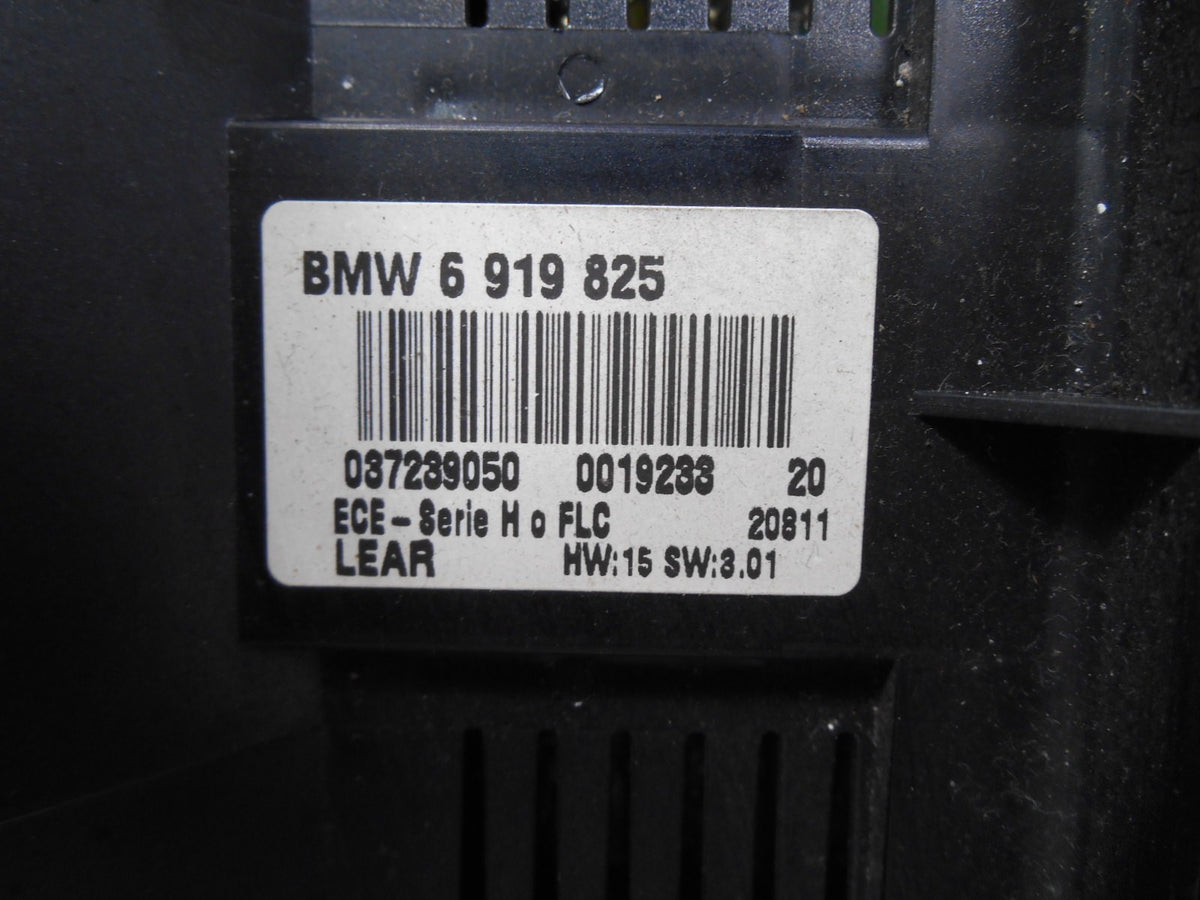 BMW 6 919 825
037239050 0019233 20
ECE - Serie H o FLC 20811
LEAR HW:15 SW:3.01